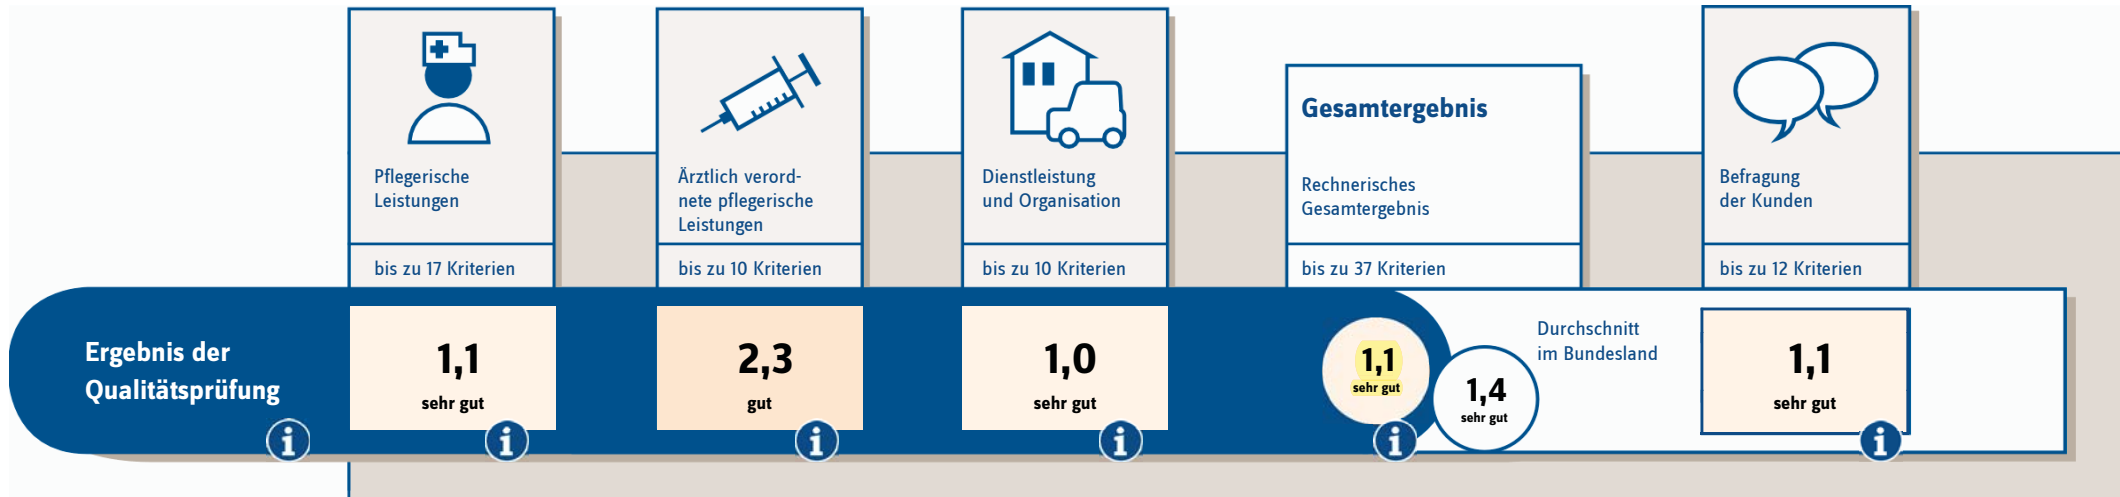 Pflegerische
Leistungen
bis zu 17 Kriterien
Ärztlich verord-
nete pflegerische
Leistungen
bis zu 10 Kriterien
Dienstleistung
und Organisation
bis zu 10 Kriterien
Gesamtergebnis
Rechnerisches
Gesamtergebnis
bis zu 37 Kriterien
Befragung
der Kunden
bis zu 12 Kriterien
Ergebnis der
Qualitätsprüfung
1,1
sehr gut
2,3
gut
1,0
sehr gut
1,1
sehr gut
1,4
sehr gut
Durchschnitt
im Bundesland
1,1
sehr gut